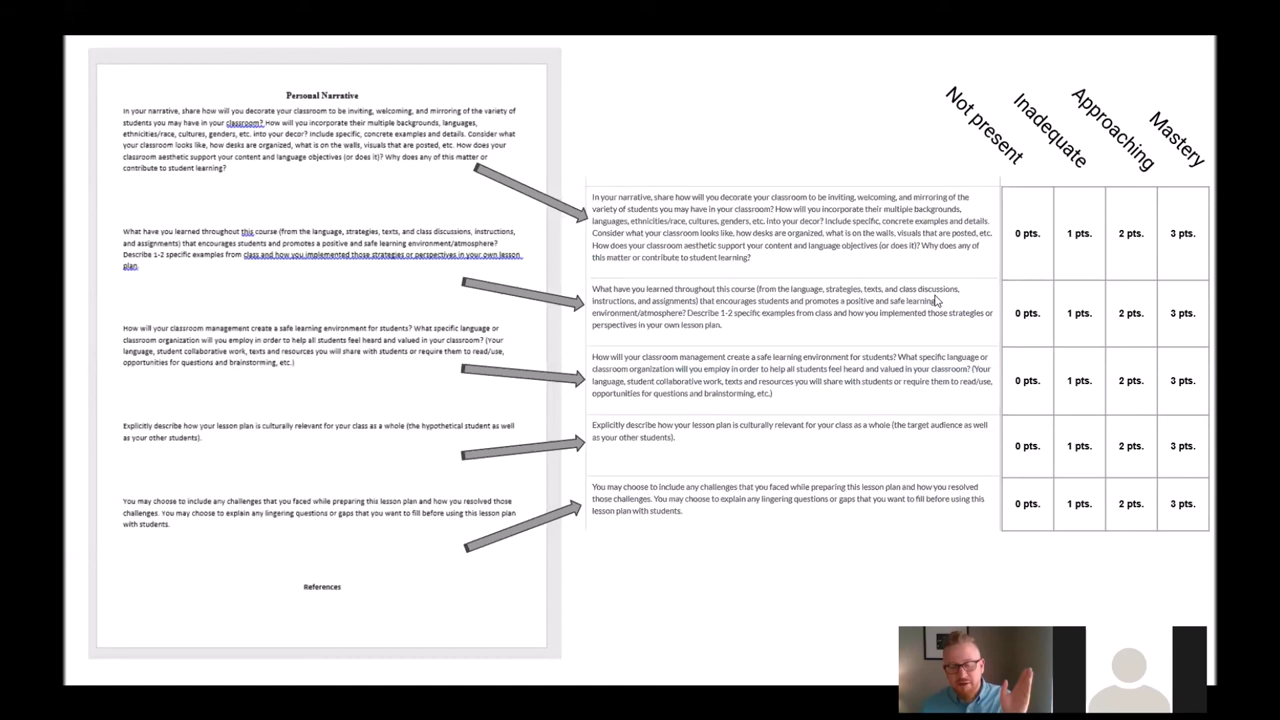 Personal Narrative
In your narrative, share how will you decorate your classroom to be inviting, welcoming, and mirroring of the variety of
students you may have in your classroom? How will you incorporate their multiple backgrounds, languages,
ethnicities/race, cultures, genders, etc. into your decor? Include specific, concrete examples and details. Consider what
your classroom looks like, how desks are organized, what is on the walls, visuals that are posted, etc. How does your
classroom aesthetic support your content and language objectives (or does it)? Why does any of this matter or
contribute to student learning?
What have you learned throughout this course (from the language, strategies, texts, and class discussions, instructions,
and assignments) that encourages students and promotes a positive and safe learning environment/atmosphere?
Describe 1-2 specific examples from class and how you implemented those strategies or perspectives in your own lesson
plan.
How will your classroom management create a safe learning environment for students? What specific language or
classroom organization will you employ in order to help all students feel heard and valued in your classroom? (Your
language, student collaborative work, texts and resources you will share with students or require them to read/use,
opportunities for questions and brainstorming, etc.)
Explicitly describe how your lesson plan is culturally relevant for your class as a whole (the hypothetical student as well
as your other students).
You may choose to include any challenges that you faced while preparing this lesson plan and how you resolved those
challenges. You may choose to explain any lingering questions or gaps that you want to fill before using this lesson plan
with students.
References
Not present
Inadequate
Approaching
Mastery
In your narrative, share how will you decorate your classroom to be inviting, welcoming, and mirroring of the
variety of students you may have in your classroom? How will you incorporate their multiple backgrounds,
languages, ethnicities/race, cultures, genders, etc. into your decor? Include specific, concrete examples and details.
Consider what your classroom looks like, how desks are organized, what is on the walls, visuals that are posted, etc.
How does your classroom aesthetic support your content and language objectives (or does it)? Why does any of
this matter or contribute to student learning?
0 pts. 1 pts. 2 pts. 3 pts.
What have you learned throughout this course (from the language, strategies, texts, and class discussions,
instructions, and assignments) that encourages students and promotes a positive and safe learning
environment/atmosphere? Describe 1-2 specific examples from class and how you implemented those strategies or
perspectives in your own lesson plan.
0 pts. 1 pts. 2 pts. 3 pts.
How will your classroom management create a safe learning environment for students? What specific language or
classroom organization will you employ in order to help all students feel heard and valued in your classroom? (Your
language, student collaborative work, texts and resources you will share with students or require them to read/use,
opportunities for questions and brainstorming, etc.)
0 pts. 1 pts. 2 pts. 3 pts.
Explicitly describe how your lesson plan is culturally relevant for your class as a whole (the target audience as well
as your other students).
0 pts. 1 pts. 2 pts. 3 pts.
You may choose to include any challenges that you faced while preparing this lesson plan and how you resolved
those challenges. You may choose to explain any lingering questions or gaps that you want to fill before using this
lesson plan with students.
0 pts. 1 pts. 2 pts. 3 pts.